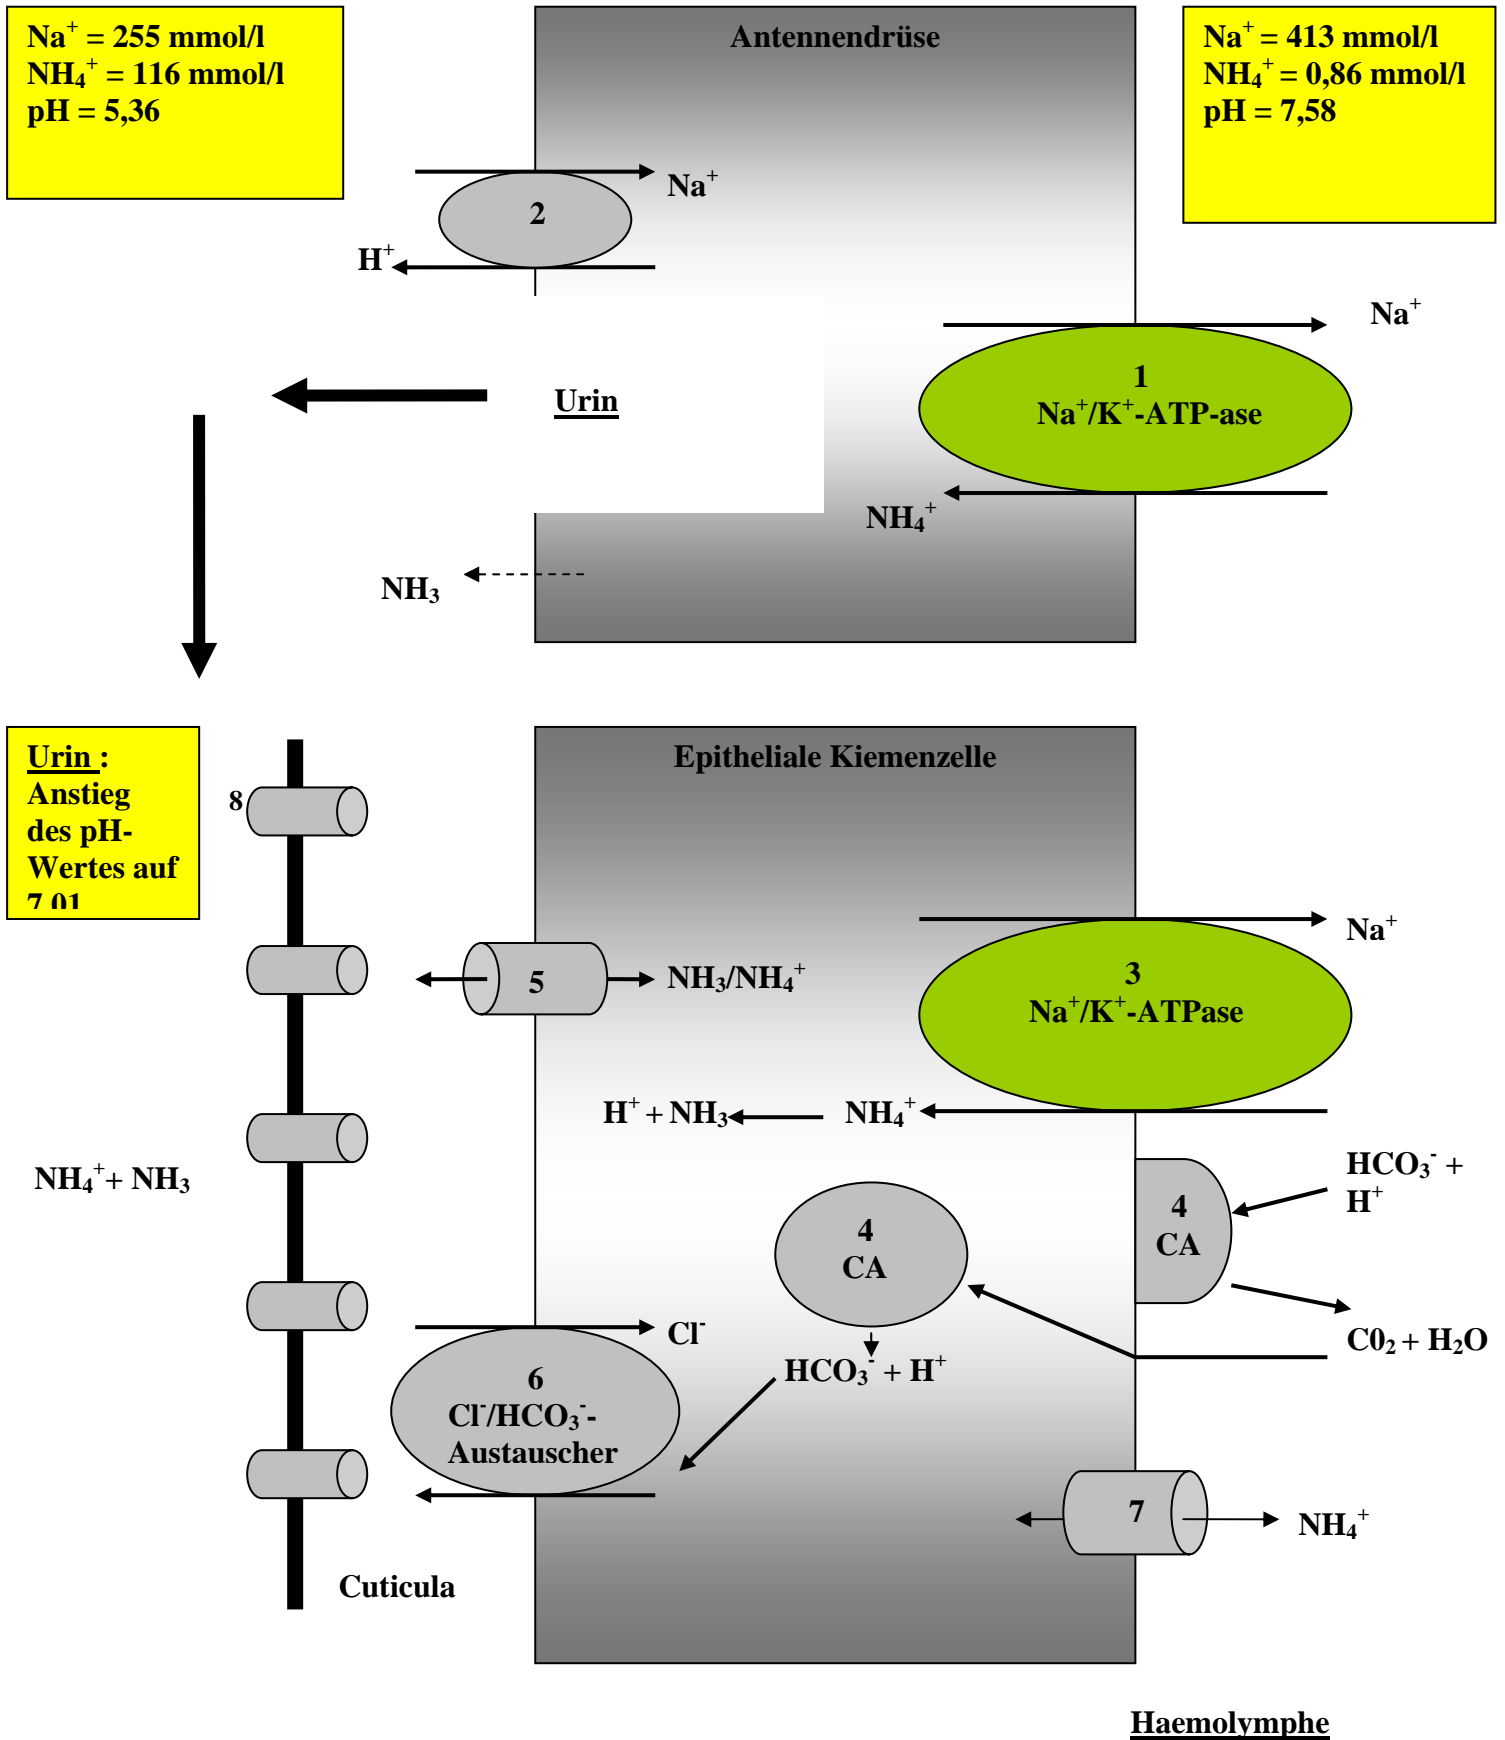 Na⁺ = 255 mmol/l
NH₄⁺ = 116 mmol/l
pH = 5,36
Antennendrüse
Na⁺ = 413 mmol/l
NH₄⁺ = 0,86 mmol/l
pH = 7,58
Na⁺
2
H⁺
Na⁺
1
Na⁺/K⁺-ATP-ase
Urin
NH₄⁺
NH₃
Urin :
Anstieg
des pH-
Wertes auf
7,01
Epitheliale Kiemenzelle
8
Na⁺
5
NH₃/NH₄⁺
3
Na⁺/K⁺-ATPase
H⁺ + NH₃
NH₄⁺
NH₄⁺+ NH₃
HCO₃⁻ +
H⁺
4
CA
4
CA
Cl⁻
C0₂ + H₂O
HCO₃⁻ + H⁺
6
Cl⁻/HCO₃⁻-
Austauscher
7
NH₄⁺
Cuticula
Haemolymphe